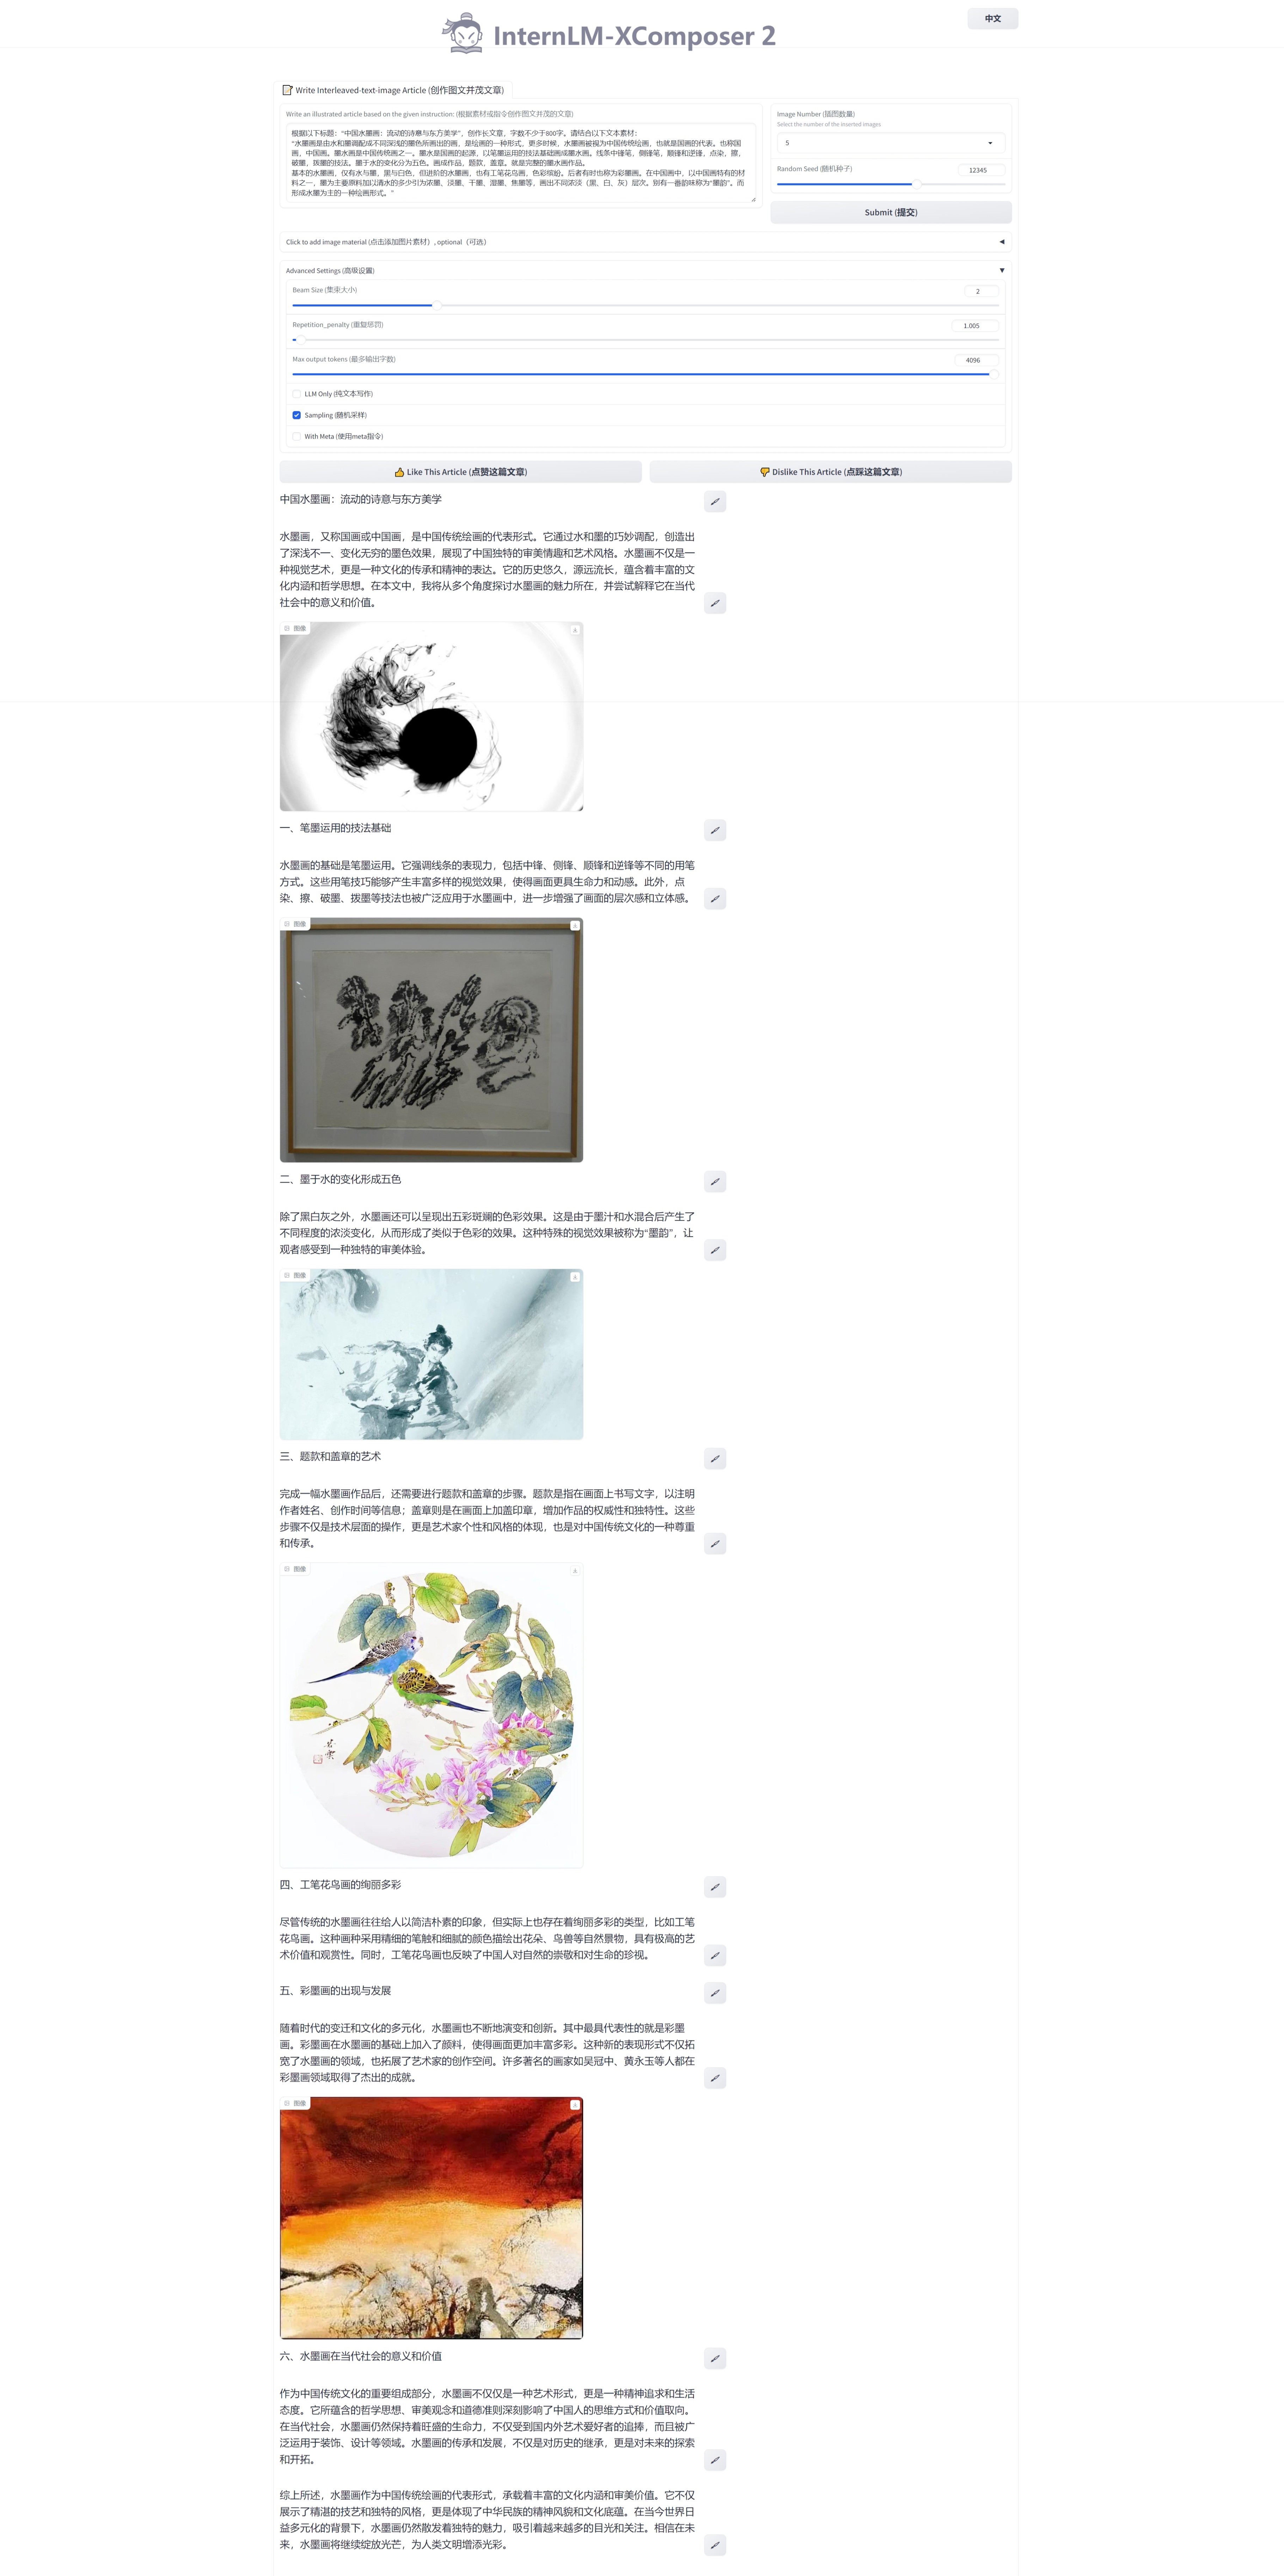 InternLM-XComposer 2
中文
📝 Write Interleaved-text-image Article (创作图文并茂文章)
Write an illustrated article based on the given instruction: (根据素材或指令创作图文并茂的文章)
根据以下标题：“中国水墨画：流动的诗意与东方美学”，创作长文章，字数不少于800字。请结合以下文本素材：
“水墨画是由水和墨调配成不同深浅的墨色所画出的画，是绘画的一种形式，更多时候，水墨画被视为中国传统绘画，也就是国画的代表。也称国
画，中国画。墨水画是中国传统画之一。墨水是国画的起源，以笔墨运用的技法基础画成墨水画。线条中锋笔，侧锋笔，顺锋和逆锋，点染，擦，
破墨，拨墨的技法。墨于水的变化分为五色。画成作品，题款，盖章。就是完整的墨水画作品。
基本的水墨画，仅有水与墨，黑与白色，但进阶的水墨画，也有工笔花鸟画，色彩缤纷。后者有时也称为彩墨画。在中国画中，以中国画特有的材
料之一，墨为主要原料加以清水的多少引为浓墨、淡墨、干墨、湿墨、焦墨等，画出不同浓淡（黑、白、灰）层次。别有一番韵味称为“墨韵”。而
形成水墨为主的一种绘画形式。”
Image Number (插图数量)
Select the number of the inserted images
5
Random Seed (随机种子)
12345
Submit (提交)
Click to add image material (点击添加图片素材）, optional（可选）
Advanced Settings (高级设置)
Beam Size (集束大小)
2
Repetition_penalty (重复惩罚)
1.005
Max output tokens (最多输出字数)
4096
LLM Only (纯文本写作)
Sampling (随机采样)
With Meta (使用meta指令)
👍 Like This Article (点赞这篇文章)
👎 Dislike This Article (点踩这篇文章)
中国水墨画：流动的诗意与东方美学
水墨画，又称国画或中国画，是中国传统绘画的代表形式。它通过水和墨的巧妙调配，创造出
了深浅不一、变化无穷的墨色效果，展现了中国独特的审美情趣和艺术风格。水墨画不仅是一
种视觉艺术，更是一种文化的传承和精神的表达。它的历史悠久，源远流长，蕴含着丰富的文
化内涵和哲学思想。在本文中，我将从多个角度探讨水墨画的魅力所在，并尝试解释它在当代
社会中的意义和价值。
图像
一、笔墨运用的技法基础
水墨画的基础是笔墨运用。它强调线条的表现力，包括中锋、侧锋、顺锋和逆锋等不同的用笔
方式。这些用笔技巧能够产生丰富多样的视觉效果，使得画面更具生命力和动感。此外，点
染、擦、破墨、拨墨等技法也被广泛应用于水墨画中，进一步增强了画面的层次感和立体感。
图像
二、墨于水的变化形成五色
除了黑白灰之外，水墨画还可以呈现出五彩斑斓的色彩效果。这是由于墨汁和水混合后产生了
不同程度的浓淡变化，从而形成了类似于色彩的效果。这种特殊的视觉效果被称为“墨韵”，让
观者感受到一种独特的审美体验。
图像
三、题款和盖章的艺术
完成一幅水墨画作品后，还需要进行题款和盖章的步骤。题款是指在画面上书写文字，以注明
作者姓名、创作时间等信息；盖章则是在画面上加盖印章，增加作品的权威性和独特性。这些
步骤不仅是技术层面的操作，更是艺术家个性和风格的体现，也是对中国传统文化的一种尊重
和传承。
图像
四、工笔花鸟画的绚丽多彩
尽管传统的水墨画往往给人以简洁朴素的印象，但实际上也存在着绚丽多彩的类型，比如工笔
花鸟画。这种画种采用精细的笔触和细腻的颜色描绘出花朵、鸟兽等自然景物，具有极高的艺
术价值和观赏性。同时，工笔花鸟画也反映了中国人对自然的崇敬和对生命的珍视。
五、彩墨画的出现与发展
随着时代的变迁和文化的多元化，水墨画也不断地演变和创新。其中最具代表性的就是彩墨
画。彩墨画在水墨画的基础上加入了颜料，使得画面更加丰富多彩。这种新的表现形式不仅拓
宽了水墨画的领域，也拓展了艺术家的创作空间。许多著名的画家如吴冠中、黄永玉等人都在
彩墨画领域取得了杰出的成就。
图像
六、水墨画在当代社会的意义和价值
作为中国传统文化的重要组成部分，水墨画不仅仅是一种艺术形式，更是一种精神追求和生活
态度。它所蕴含的哲学思想、审美观念和道德准则深刻影响了中国人的思维方式和价值取向。
在当代社会，水墨画仍然保持着旺盛的生命力，不仅受到国内外艺术爱好者的追捧，而且被广
泛运用于装饰、设计等领域。水墨画的传承和发展，不仅是对历史的继承，更是对未来的探索
和开拓。
综上所述，水墨画作为中国传统绘画的代表形式，承载着丰富的文化内涵和审美价值。它不仅
展示了精湛的技艺和独特的风格，更是体现了中华民族的精神风貌和文化底蕴。在当今世界日
益多元化的背景下，水墨画仍然散发着独特的魅力，吸引着越来越多的目光和关注。相信在未
来，水墨画将继续绽放光芒，为人类文明增添光彩。